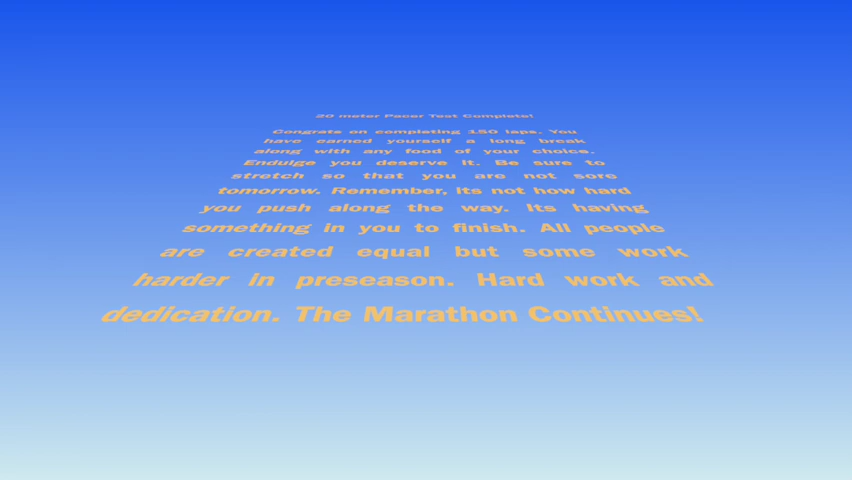 20 meter Pacer Test Complete!
Congrats on completing 150 laps. You
have earned yourself a long break
along with any food of your choice.
Endulge you deserve it. Be sure to
stretch so that you are not sore
tomorrow. Remember, its not how hard
you push along the way. Its having
something in you to finish. All people
are created equal but some work
harder in preseason. Hard work and
dedication. The Marathon Continues!